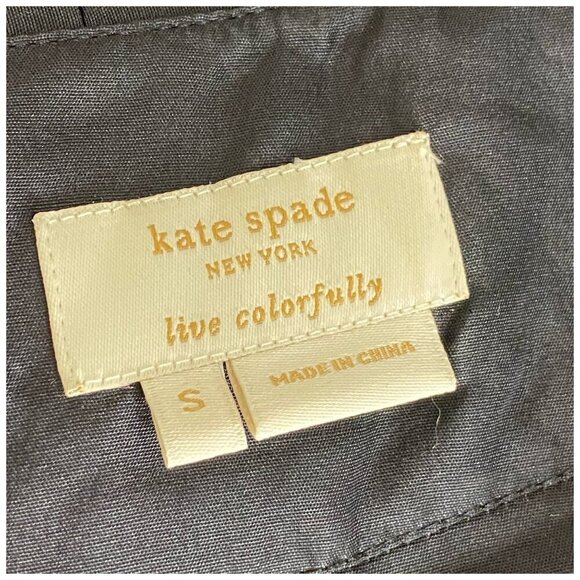 kate spade
NEW YORK
live colorfully
S
MADE IN CHINA